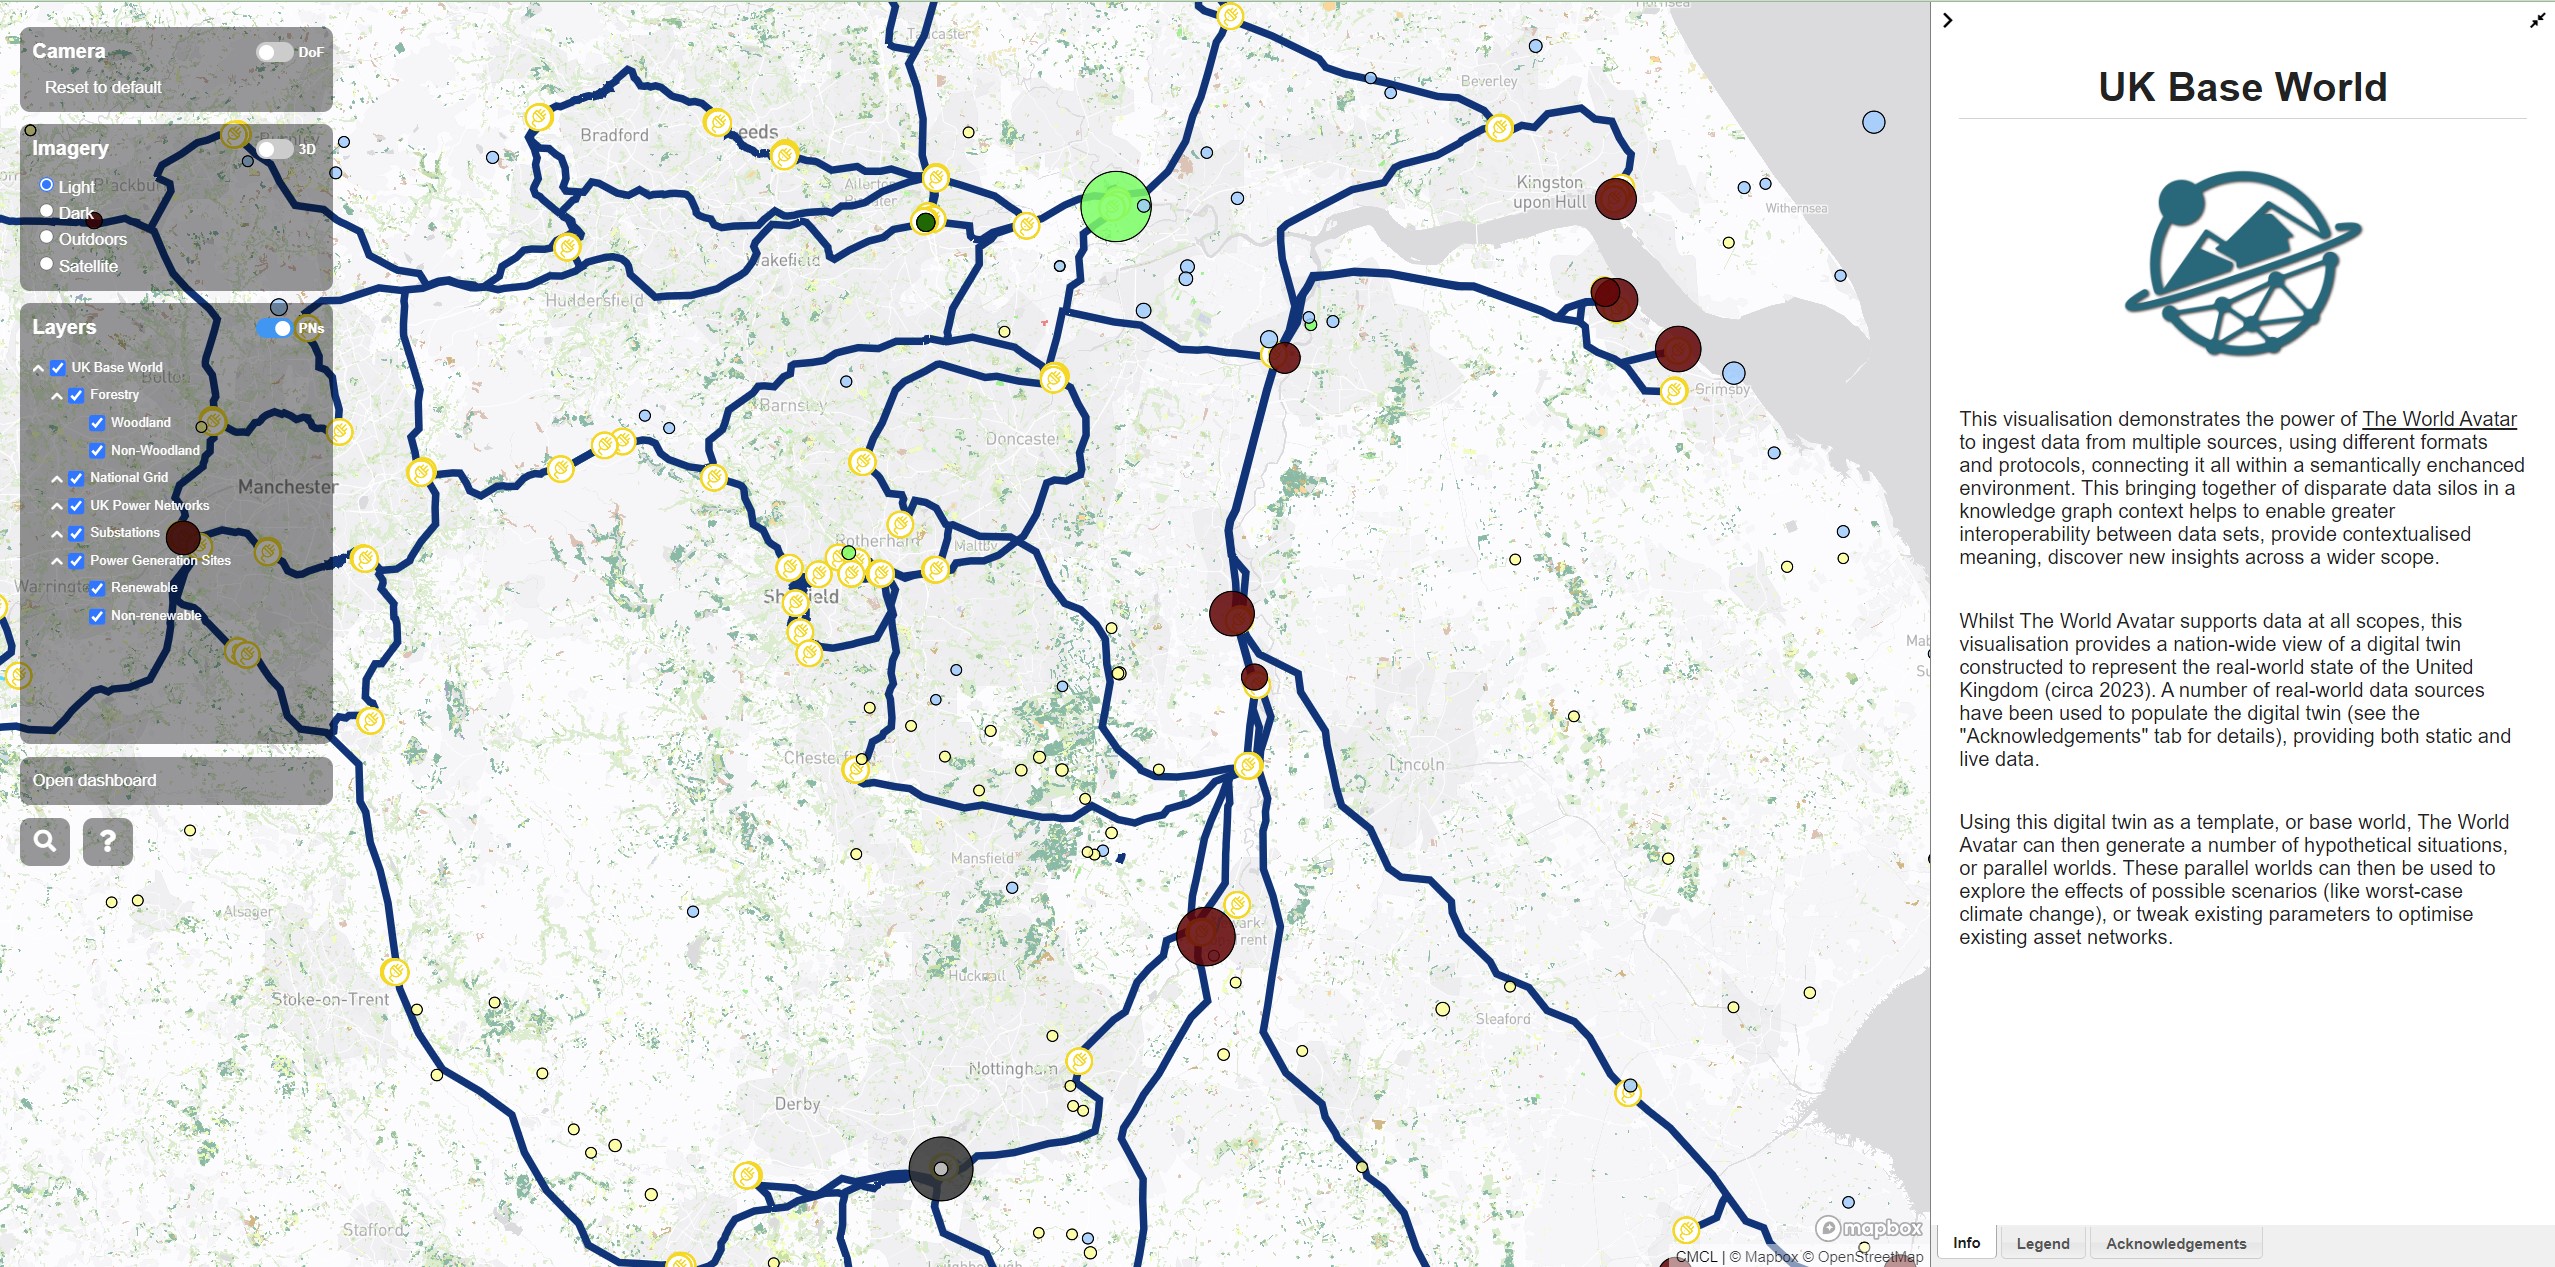 Camera
DoF
Reset to default
Imagery
3D
Light
Dark
Outdoors
Satellite
Layers
PNs
UK Base World
Forestry
Woodland
Non-Woodland
National Grid
UK Power Networks
Substations
Power Generation Sites
Renewable
Non-renewable
Open dashboard
?
Tadcaster
Hornsea
Beverley
Bradford
Leeds
Kingston
upon Hull
Withernsea
Wakefield
Huddersfield
Bolton
Barnsley
Grimsby
Doncaster
Manchester
Rotherham
Maltby
Warrington
Sheffield
Chesterfield
Lincoln
Mansfield
Alsager
Hucknall
Stoke-on-Trent
Sleaford
Nottingham
Derby
Stafford
Loughborough
mapbox
CMCL | © Mapbox © OpenStreetMap
UK Base World
This visualisation demonstrates the power of The World Avatar
to ingest data from multiple sources, using different formats
and protocols, connecting it all within a semantically enchanced
environment. This bringing together of disparate data silos in a
knowledge graph context helps to enable greater
interoperability between data sets, provide contextualised
meaning, discover new insights across a wider scope.
Whilst The World Avatar supports data at all scopes, this
visualisation provides a nation-wide view of a digital twin
constructed to represent the real-world state of the United
Kingdom (circa 2023). A number of real-world data sources
have been used to populate the digital twin (see the
"Acknowledgements" tab for details), providing both static and
live data.
Using this digital twin as a template, or base world, The World
Avatar can then generate a number of hypothetical situations,
or parallel worlds. These parallel worlds can then be used to
explore the effects of possible scenarios (like worst-case
climate change), or tweak existing parameters to optimise
existing asset networks.
Info
Legend
Acknowledgements